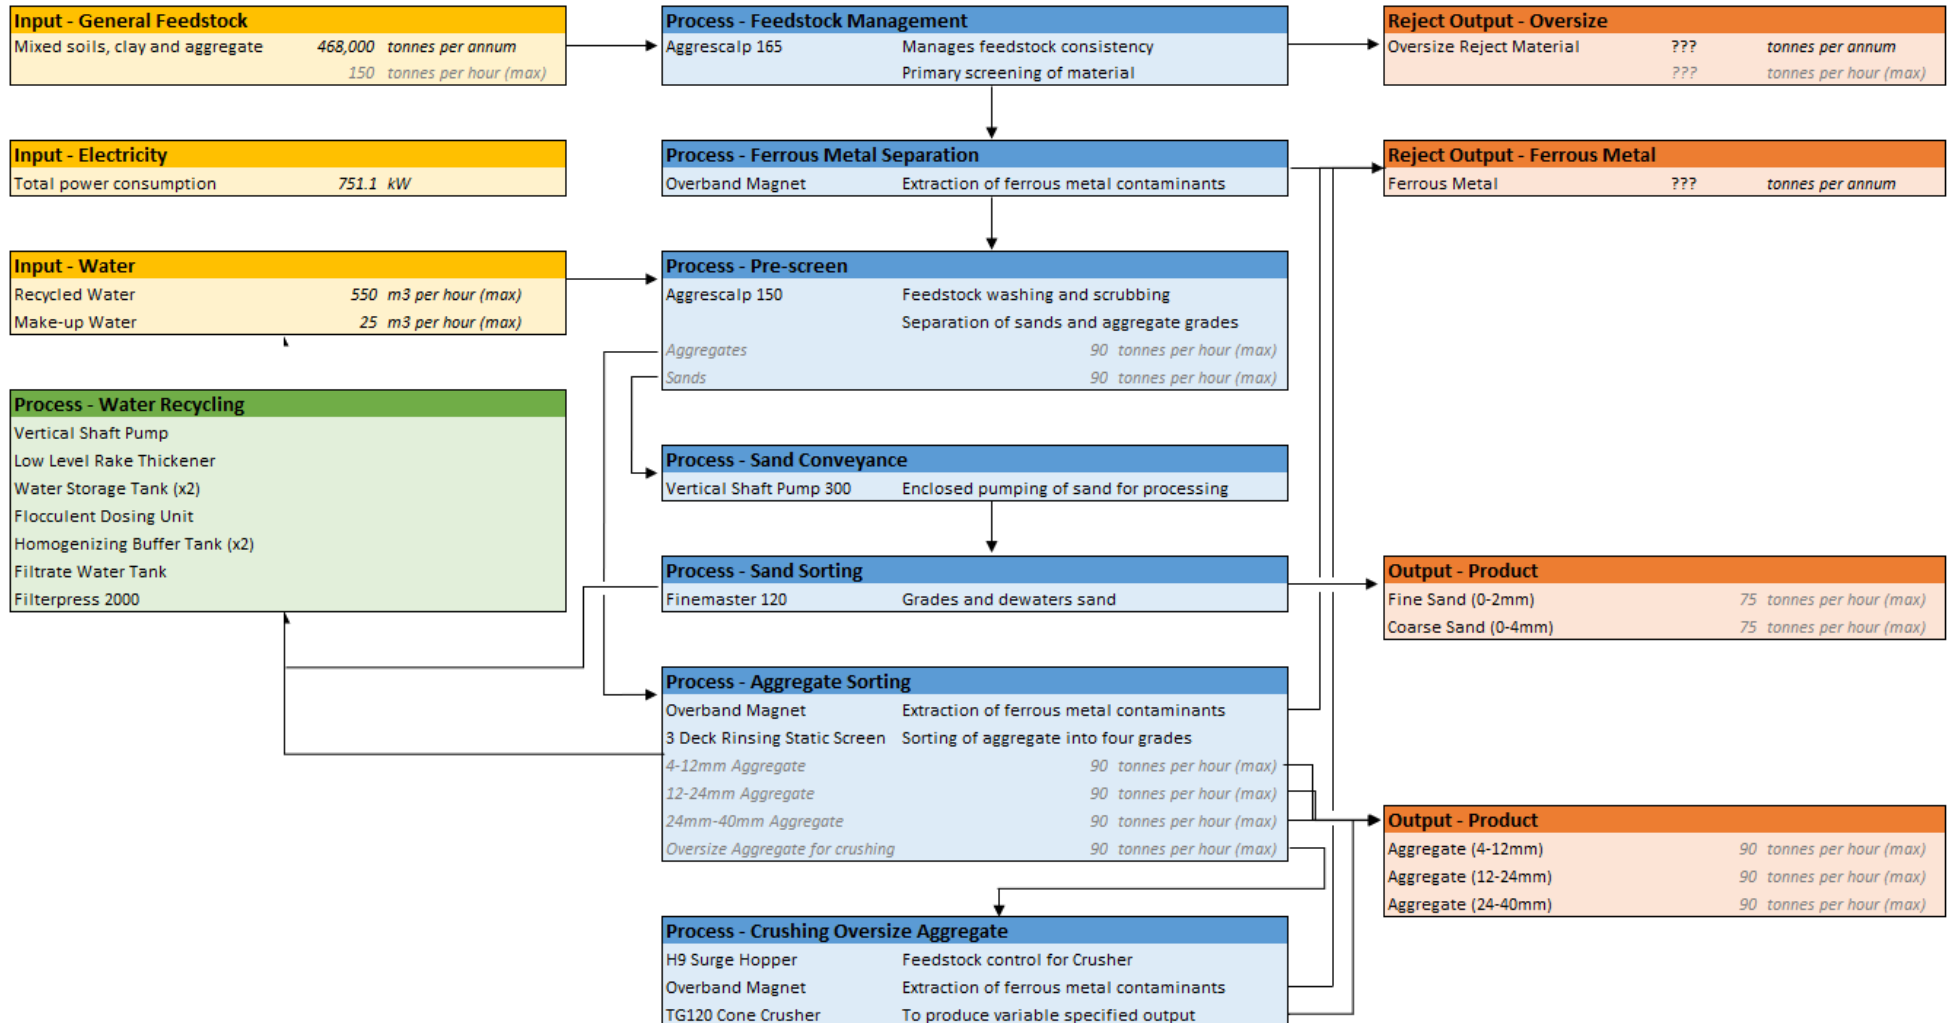 Input - General Feedstock
Mixed soils, clay and aggregate 468,000 tonnes per annum
150 tonnes per hour (max)
Process - Feedstock Management
Aggrescalp 165 Manages feedstock consistency
Primary screening of material
Reject Output - Oversize
Oversize Reject Material ??? tonnes per annum
??? tonnes per hour (max)
Input - Electricity
Total power consumption 751.1 kW
Process - Ferrous Metal Separation
Overband Magnet Extraction of ferrous metal contaminants
Reject Output - Ferrous Metal
Ferrous Metal ??? tonnes per annum
Input - Water
Recycled Water 550 m3 per hour (max)
Make-up Water 25 m3 per hour (max)
Process - Pre-screen
Aggrescalp 150 Feedstock washing and scrubbing
Separation of sands and aggregate grades
Aggregates 90 tonnes per hour (max)
Sands 90 tonnes per hour (max)
Process - Water Recycling
Vertical Shaft Pump
Low Level Rake Thickener
Water Storage Tank (x2)
Flocculent Dosing Unit
Homogenizing Buffer Tank (x2)
Filtrate Water Tank
Filterpress 2000
Process - Sand Conveyance
Vertical Shaft Pump 300 Enclosed pumping of sand for processing
Process - Sand Sorting
Finemaster 120 Grades and dewaters sand
Output - Product
Fine Sand (0-2mm) 75 tonnes per hour (max)
Coarse Sand (0-4mm) 75 tonnes per hour (max)
Process - Aggregate Sorting
Overband Magnet Extraction of ferrous metal contaminants
3 Deck Rinsing Static Screen Sorting of aggregate into four grades
4-12mm Aggregate 90 tonnes per hour (max)
12-24mm Aggregate 90 tonnes per hour (max)
24mm-40mm Aggregate 90 tonnes per hour (max)
Oversize Aggregate for crushing 90 tonnes per hour (max)
Output - Product
Aggregate (4-12mm) 90 tonnes per hour (max)
Aggregate (12-24mm) 90 tonnes per hour (max)
Aggregate (24-40mm) 90 tonnes per hour (max)
Process - Crushing Oversize Aggregate
H9 Surge Hopper Feedstock control for Crusher
Overband Magnet Extraction of ferrous metal contaminants
TG120 Cone Crusher To produce variable specified output